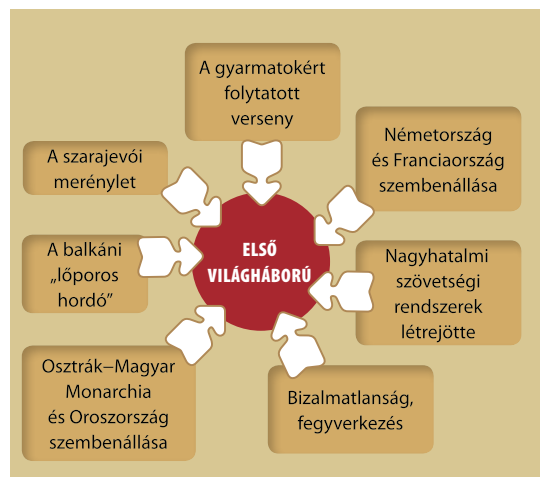 A gyarmatokért
folytatott
verseny
Németország
és Franciaország
szembenállása
A szarajevói
merénylet
ELSŐ
VILÁGHÁBORÚ
A balkáni
„lőporos
hordó”
Nagyhatalmi
szövetségi
rendszerek
létrejötte
Osztrák–Magyar
Monarchia
és Oroszország
szembenállása
Bizalmatlanság,
fegyverkezés